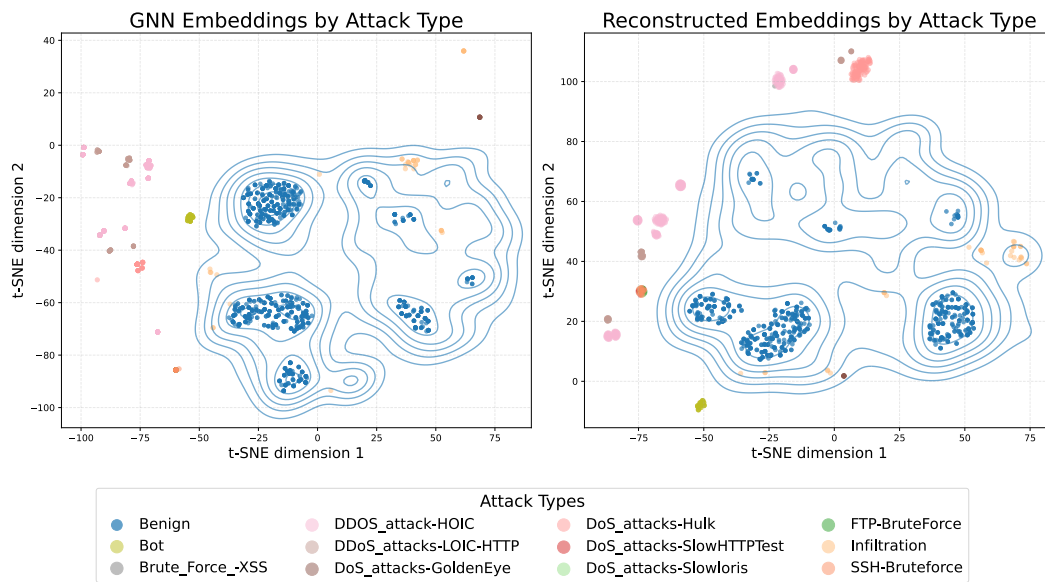 GNN Embeddings by Attack Type
Reconstructed Embeddings by Attack Type
40
20
0
−20
−40
−60
−80
−100
t-SNE dimension 2
−100
−75
−50
−25
0
25
50
75
t-SNE dimension 1
100
80
60
40
20
0
t-SNE dimension 2
−75
−50
−25
0
25
50
75
t-SNE dimension 1
Attack Types
Benign
Bot
Brute_Force_-XSS
DDOS_attack-HOIC
DDoS_attacks-LOIC-HTTP
DoS_attacks-GoldenEye
DoS_attacks-Hulk
DoS_attacks-SlowHTTPTest
DoS_attacks-Slowloris
FTP-BruteForce
Infiltration
SSH-Bruteforce